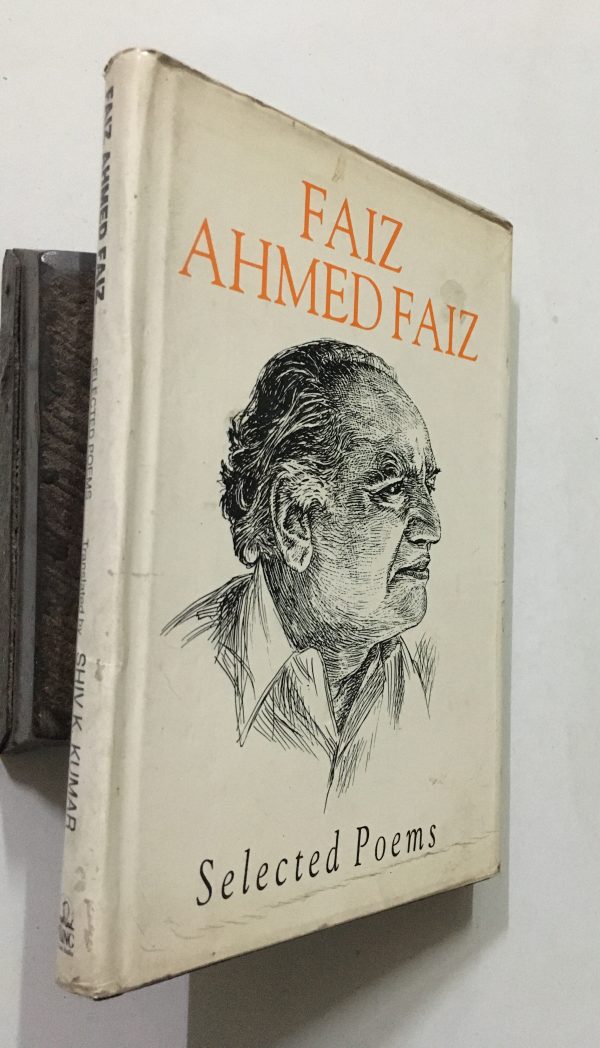 FAIZ
AHMED FAIZ
Selected Poems
FAIZ AHMED FAIZ
SELECTED POEMS
Translated by
SHIV K. KUMAR